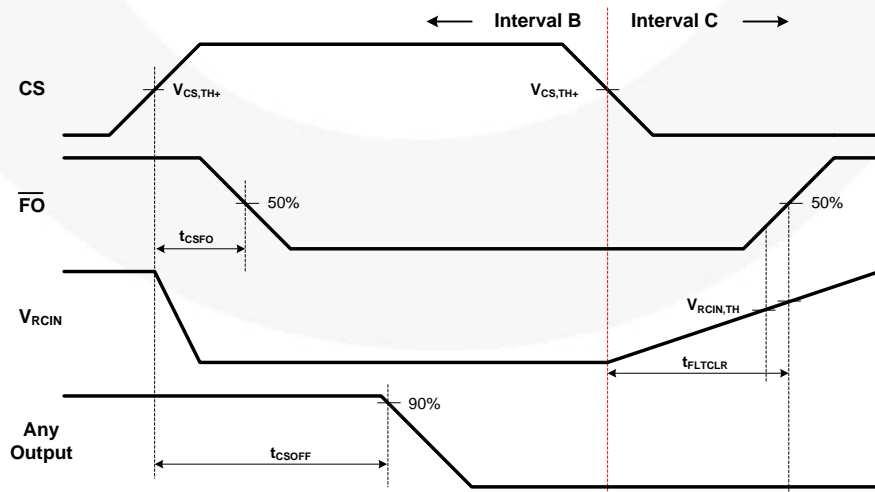 Interval B
Interval C
CS
V_CS,TH+
V_CS,TH+
FO
50%
50%
t_CSFO
V_RCIN
V_RCIN,TH
t_FLTCLR
90%
Any
Output
t_CSOFF